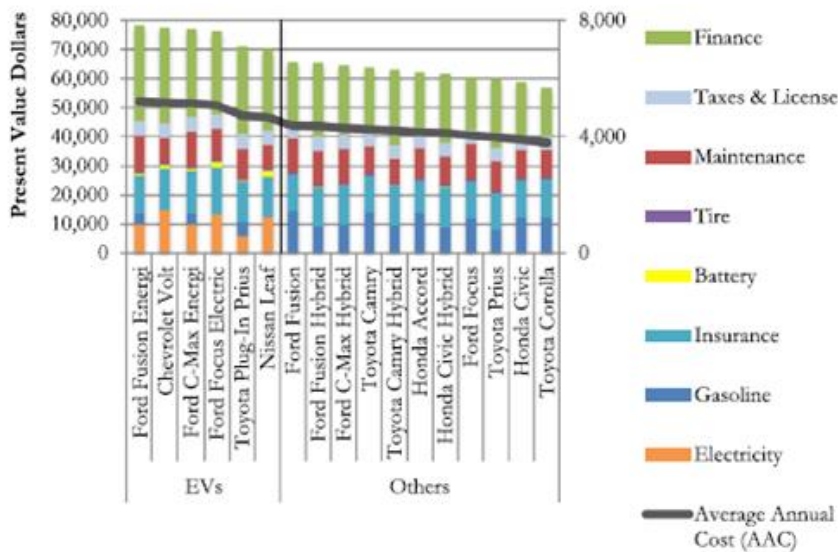 80,000
70,000
60,000
50,000
40,000
30,000
20,000
10,000
0
Present Value Dollars
8,000
4,000
0
Ford Fusion Energi
Chevrolet Volt
Ford C-Max Energi
Ford Focus Electric
Toyota Plug-In Prius
Nissan Leaf
Ford Fusion
Ford Fusion Hybrid
Ford C-Max Hybrid
Toyota Camry
Toyota Camry Hybrid
Honda Accord
Honda Civic Hybrid
Ford Focus
Toyota Prius
Honda Civic
Toyota Corolla
EVs
Others
Finance
Taxes & License
Maintenance
Tire
Battery
Insurance
Gasoline
Electricity
Average Annual
Cost (AAC)